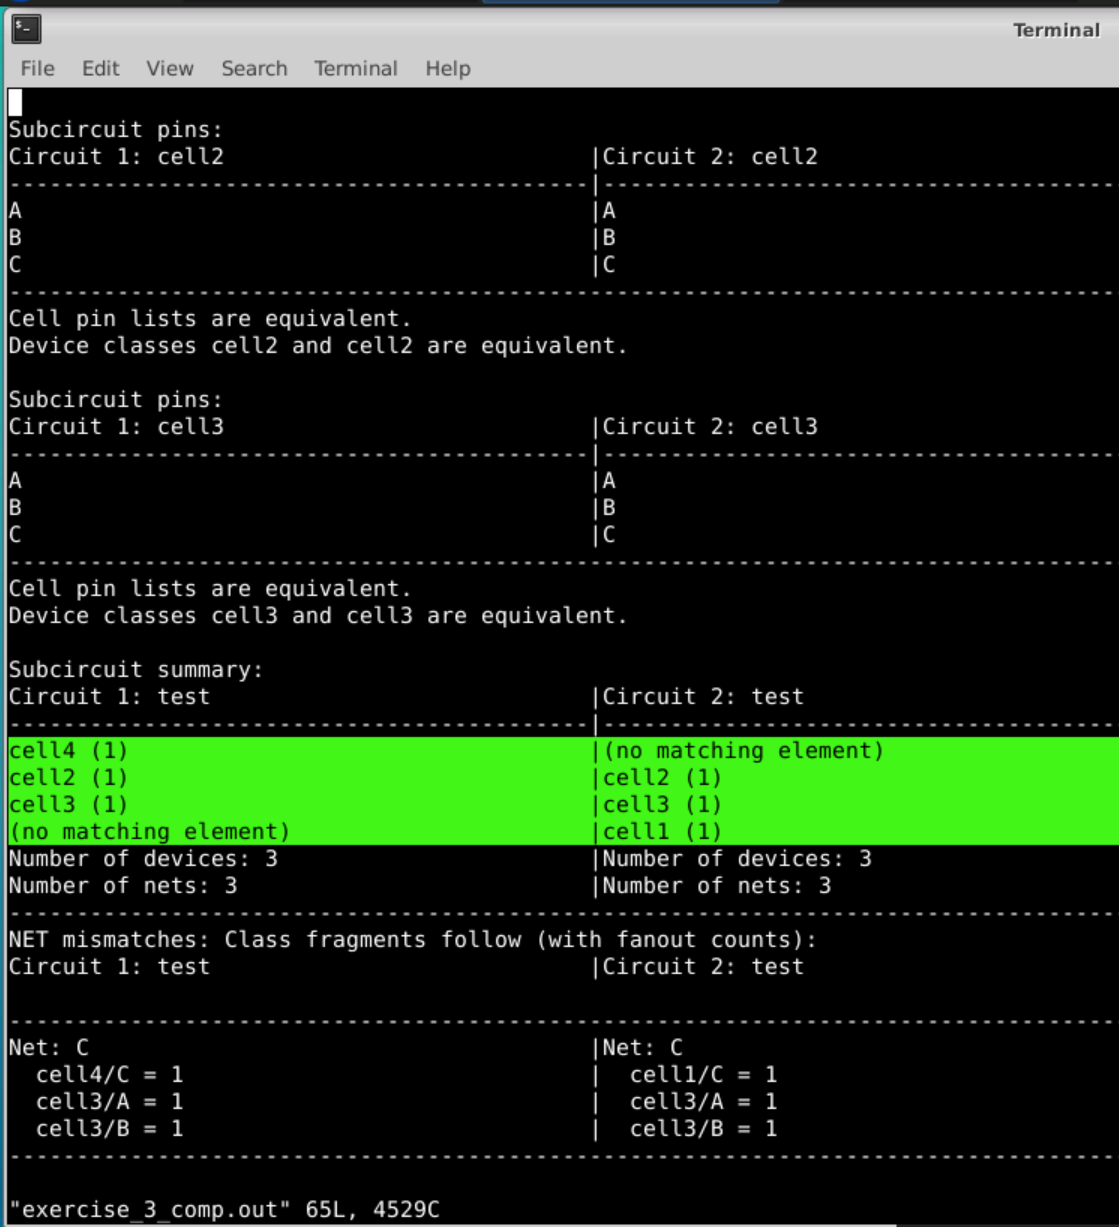 Terminal
File Edit View Search Terminal Help
Subcircuit pins:
Circuit 1: cell2 |Circuit 2: cell2
-------------------------------------------|---------------------------------------
A |A
B |B
C |C
-----------------------------------------------------------------------------------
Cell pin lists are equivalent.
Device classes cell2 and cell2 are equivalent.
Subcircuit pins:
Circuit 1: cell3 |Circuit 2: cell3
-------------------------------------------|---------------------------------------
A |A
B |B
C |C
-----------------------------------------------------------------------------------
Cell pin lists are equivalent.
Device classes cell3 and cell3 are equivalent.
Subcircuit summary:
Circuit 1: test |Circuit 2: test
-------------------------------------------|---------------------------------------
cell4 (1) |(no matching element)
cell2 (1) |cell2 (1)
cell3 (1) |cell3 (1)
(no matching element) |cell1 (1)
Number of devices: 3 |Number of devices: 3
Number of nets: 3 |Number of nets: 3
-----------------------------------------------------------------------------------
NET mismatches: Class fragments follow (with fanout counts):
Circuit 1: test |Circuit 2: test
-----------------------------------------------------------------------------------
Net: C |Net: C
cell4/C = 1 | cell1/C = 1
cell3/A = 1 | cell3/A = 1
cell3/B = 1 | cell3/B = 1
-----------------------------------------------------------------------------------
"exercise_3_comp.out" 65L, 4529C